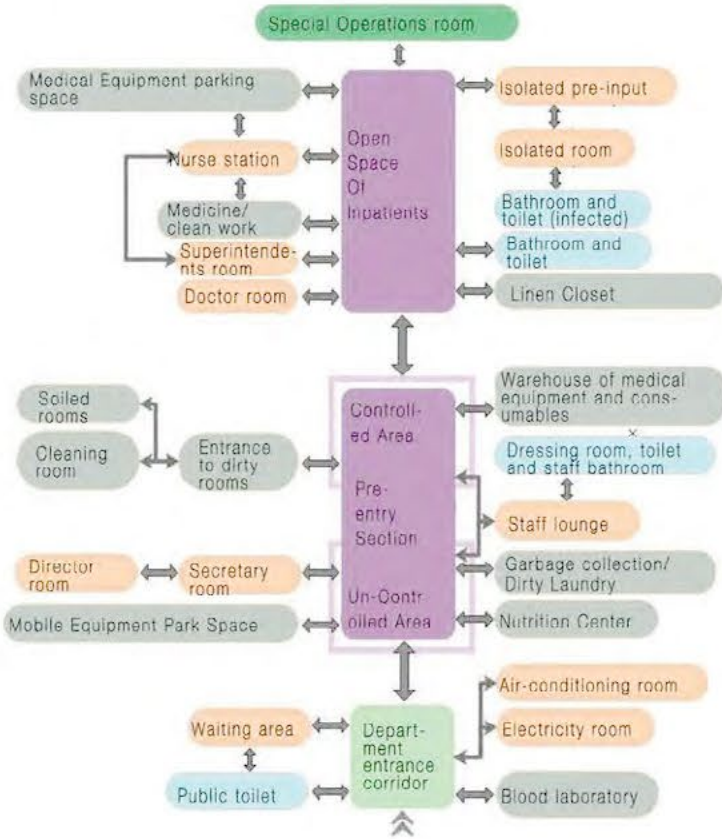 Special Operations room
Medical Equipment parking
space
Nurse station
Medicine/
clean work
Superintende-
nts room
Doctor room
Open
Space
Of
Inpatients
Isolated pre-input
Isolated room
Bathroom and
toilet (infected)
Bathroom and
toilet
Linen Closet
Soiled
rooms
Cleaning
room
Entrance
to dirty
rooms
Director
room
Secretary
room
Mobile Equipment Park Space
Controll-
ed Area
Pre-
entry
Section
Un-Contr
olled Area
Warehouse of medical
equipment and cons-
umables
Dressing room, toilet
and staff bathroom
Staff lounge
Garbage collection/
Dirty Laundry
Nutrition Center
Waiting area
Public toilet
Depart-
ment
entrance
corridor
Air-conditioning room
Electricity room
Blood laboratory